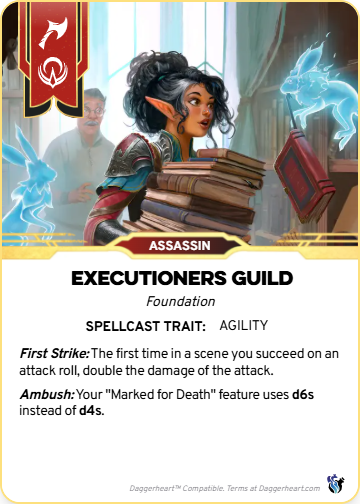 ASSASSIN
EXECUTIONERS GUILD
Foundation
SPELLCAST TRAIT: AGILITY
First Strike: The first time in a scene you succeed on an
attack roll, double the damage of the attack.
Ambush: Your "Marked for Death" feature uses d6s
instead of d4s.
Daggerheart™ Compatible. Terms at Daggerheart.com